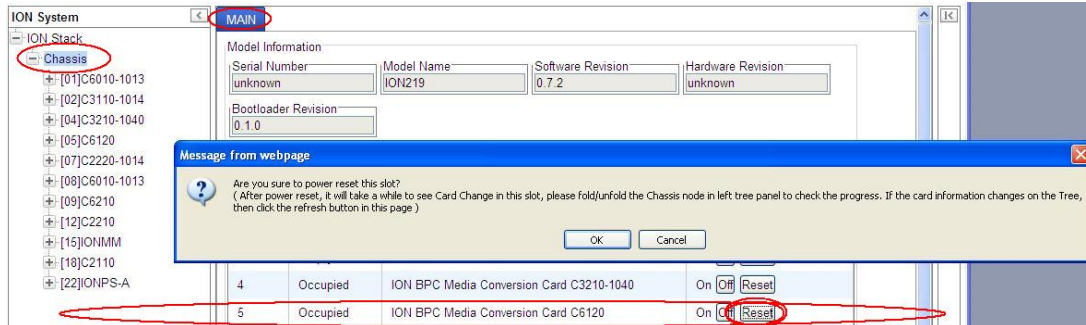 ION System
MAIN
ION Stack
Chassis
[01]C6010-1013
[02]C3110-1014
[04]C3210-1040
[05]C6120
[07]C2220-1014
[08]C6010-1013
[09]C6210
[12]C2210
[15]IONMM
[18]C2110
[22]IONPS-A
Model Information
Serial Number Model Name Software Revision Hardware Revision
unknown ION219 0.7.2 unknown
Bootloader Revision
0.1.0
Message from webpage
Are you sure to power reset this slot?
( After power reset, it will take a while to see Card Change in this slot, please fold/unfold the Chassis node in left tree panel to check the progress. If the card information changes on the Tree,
then click the refresh button in this page )
OK Cancel
4 Occupied ION BPC Media Conversion Card C3210-1040 On Off Reset
5 Occupied ION BPC Media Conversion Card C6120 On Off Reset